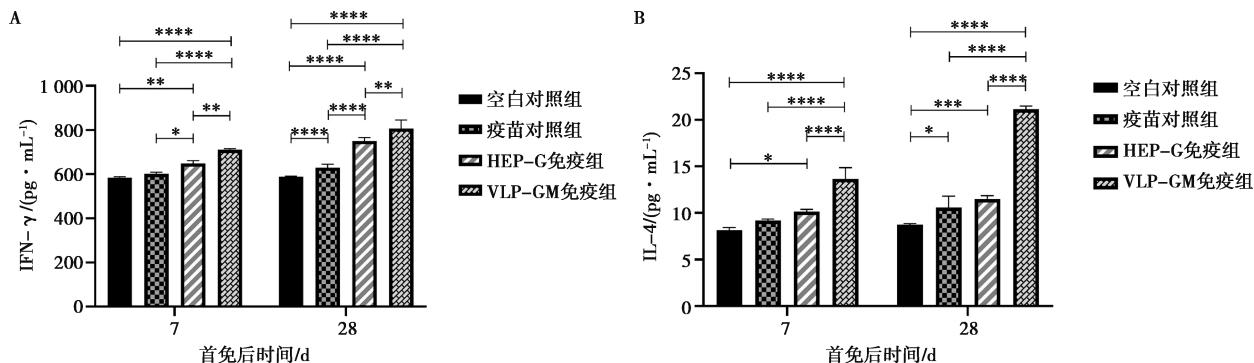 A
IFN-γ/(pg·mL⁻¹)
1 000
800
600
400
200
0
****
****
**
**
*
****
****
****
**
****
****
7
28
首免后时间/d
空白对照组
疫苗对照组
HEP-G免疫组
VLP-GM免疫组
B
IL-4/(pg·mL⁻¹)
25
20
15
10
5
0
****
****
****
*
****
****
****
***
*
7
28
首免后时间/d
空白对照组
疫苗对照组
HEP-G免疫组
VLP-GM免疫组